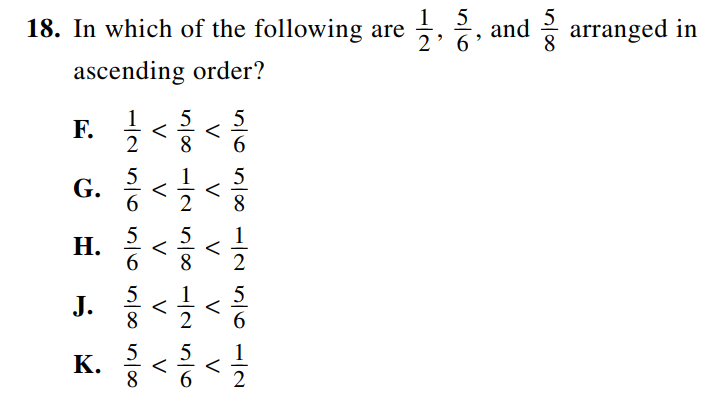 18. In which of the following are 1/2, 5/6, and 5/8 arranged in
ascending order?
F. 1/2 < 5/8 < 5/6
G. 5/6 < 1/2 < 5/8
H. 5/6 < 5/8 < 1/2
J. 5/8 < 1/2 < 5/6
K. 5/8 < 5/6 < 1/2